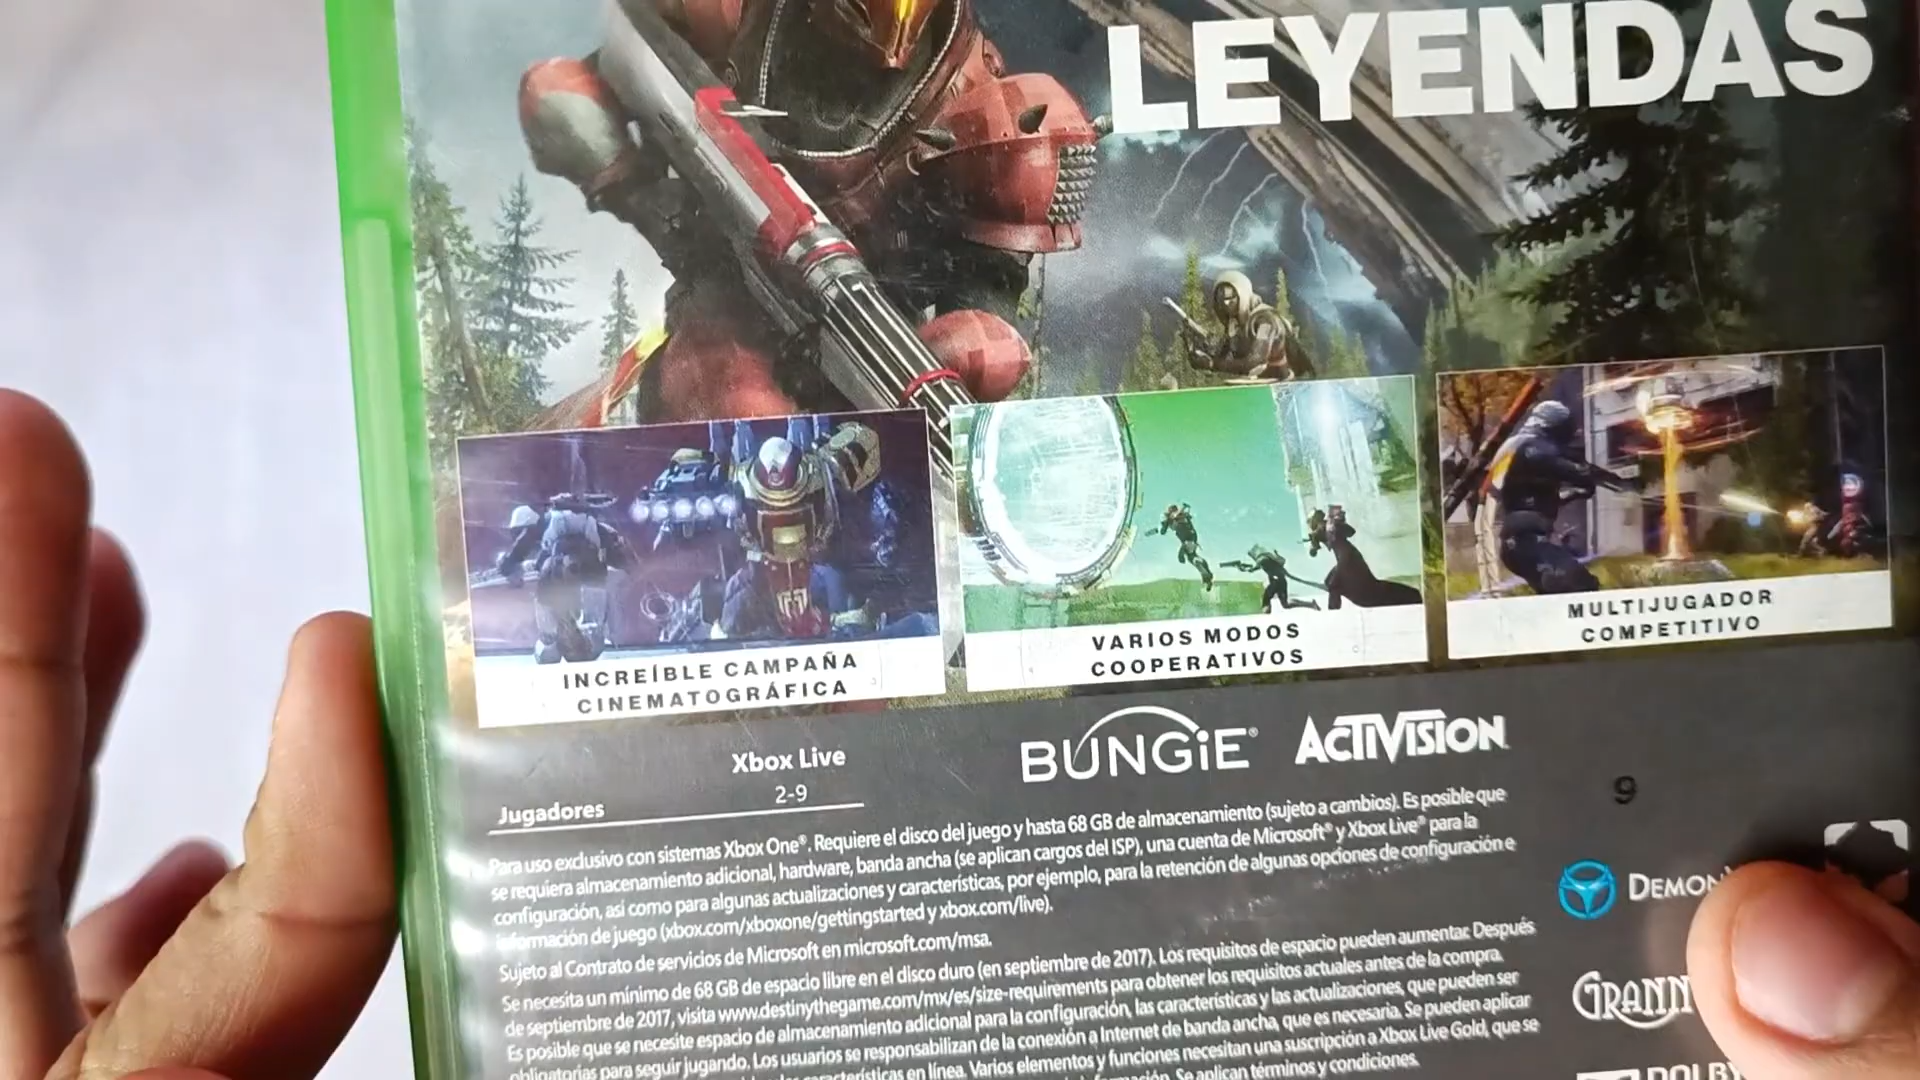 LEYENDAS
INCREÍBLE CAMPAÑA
CINEMATOGRÁFICA
VARIOS MODOS
COOPERATIVOS
MULTIJUGADOR
COMPETITIVO
Xbox Live
Jugadores 2-9
BUNGiE®
ACTIVISION
9
Para uso exclusivo con sistemas Xbox One®. Requiere el disco del juego y hasta 68 GB de almacenamiento (sujeto a cambios). Es posible que
se requiera almacenamiento adicional, hardware, banda ancha (se aplican cargos del ISP), una cuenta de Microsoft® y Xbox Live® para la
configuración, así como para algunas actualizaciones y características, por ejemplo, para la retención de algunas opciones de configuración e
información de juego (xbox.com/xboxone/gettingstarted y xbox.com/live).
Sujeto al Contrato de servicios de Microsoft en microsoft.com/msa.
Se necesita un mínimo de 68 GB de espacio libre en el disco duro (en septiembre de 2017). Los requisitos de espacio pueden aumentar. Después
de septiembre de 2017, visita www.destinythegame.com/mx/es/size-requirements para obtener los requisitos actuales antes de la compra.
Es posible que se necesite espacio de almacenamiento adicional para la configuración, las características y las actualizaciones, que pueden ser
obligatorias para seguir jugando. Los usuarios se responsabilizan de la conexión a Internet de banda ancha, que es necesaria. Se pueden aplicar
en línea. Varios elementos y funciones necesitan una suscripción a Xbox Live Gold, que se
Se aplican términos y condiciones.
DEMON
GRANN
DOLBY